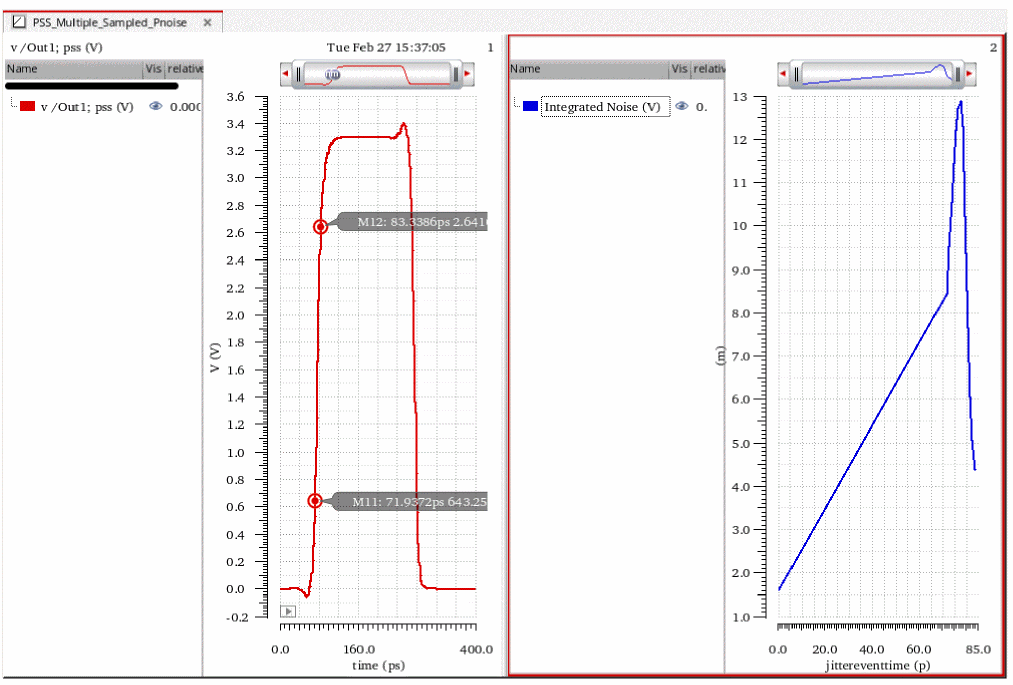 PSS_Multiple_Sampled_Pnoise ×
v /Out1; pss (V)
Tue Feb 27 15:37:05 1
Name Vis relative
v /Out1; pss (V) 0.00
3.6
3.4
3.2
3.0
2.8
2.6
2.4
2.2
2.0
1.8
1.6
1.4
1.2
1.0
0.8
0.6
0.4
0.2
0.0
-0.2
V (V)
M12: 83.3386ps 2.641
M11: 71.9372ps 643.25
0.0 160.0 400.0
time (ps)
2
Name Vis relativ
Integrated Noise (V) 0.
13
12
11
10
9.0
8.0
7.0
6.0
5.0
4.0
3.0
2.0
1.0
(m)
0.0 20.0 40.0 60.0 85.0
jittereventtime (p)